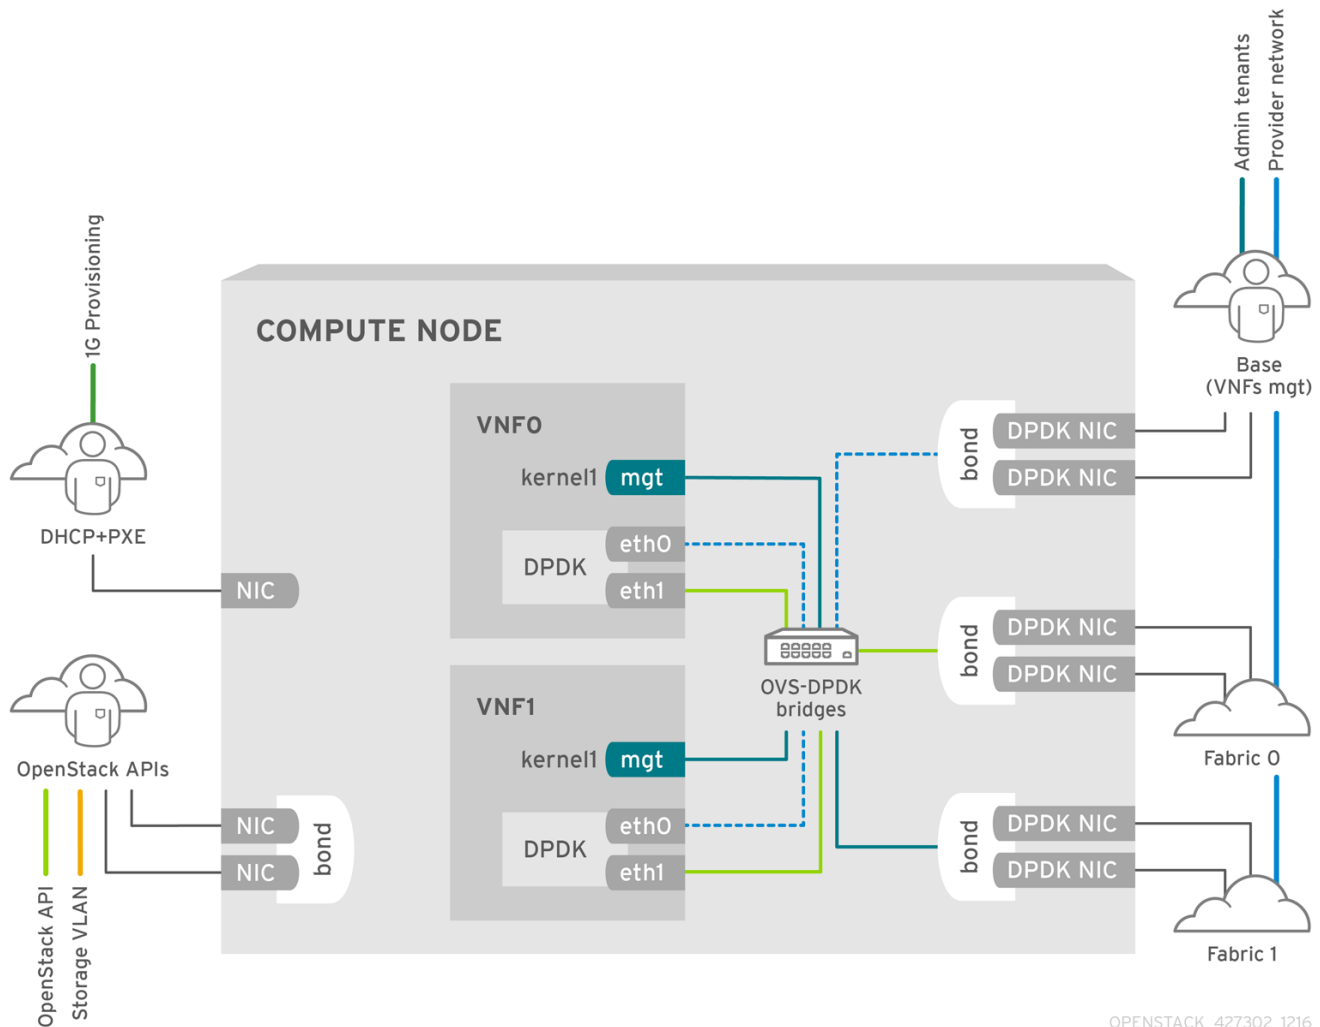 Admin tenants
Provider network
1G Provisioning
COMPUTE NODE
Base
(VNFs mgt)
VNF0
kernel1
mgt
DPDK
eth0
eth1
bond
DPDK NIC
DPDK NIC
DHCP+PXE
NIC
OVS-DPDK
bridges
bond
DPDK NIC
DPDK NIC
Fabric 0
VNF1
kernel1
mgt
DPDK
eth0
eth1
OpenStack APIs
NIC
NIC
bond
bond
DPDK NIC
DPDK NIC
Fabric 1
OpenStack API
Storage VLAN
OPENSTACK_427302_1216